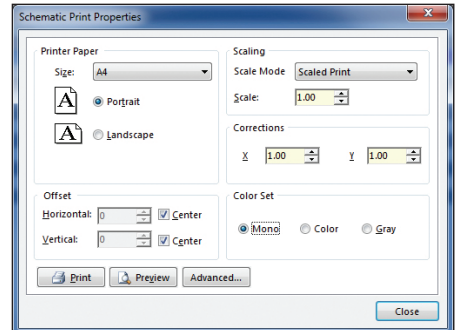 Schematic Print Properties
Printer Paper
Size: A4
A Portrait
A Landscape
Scaling
Scale Mode Scaled Print
Scale: 1.00
Corrections
X 1.00 Y 1.00
Offset
Horizontal: 0 Center
Vertical: 0 Center
Color Set
Mono Color Gray
Print Preview Advanced...
Close